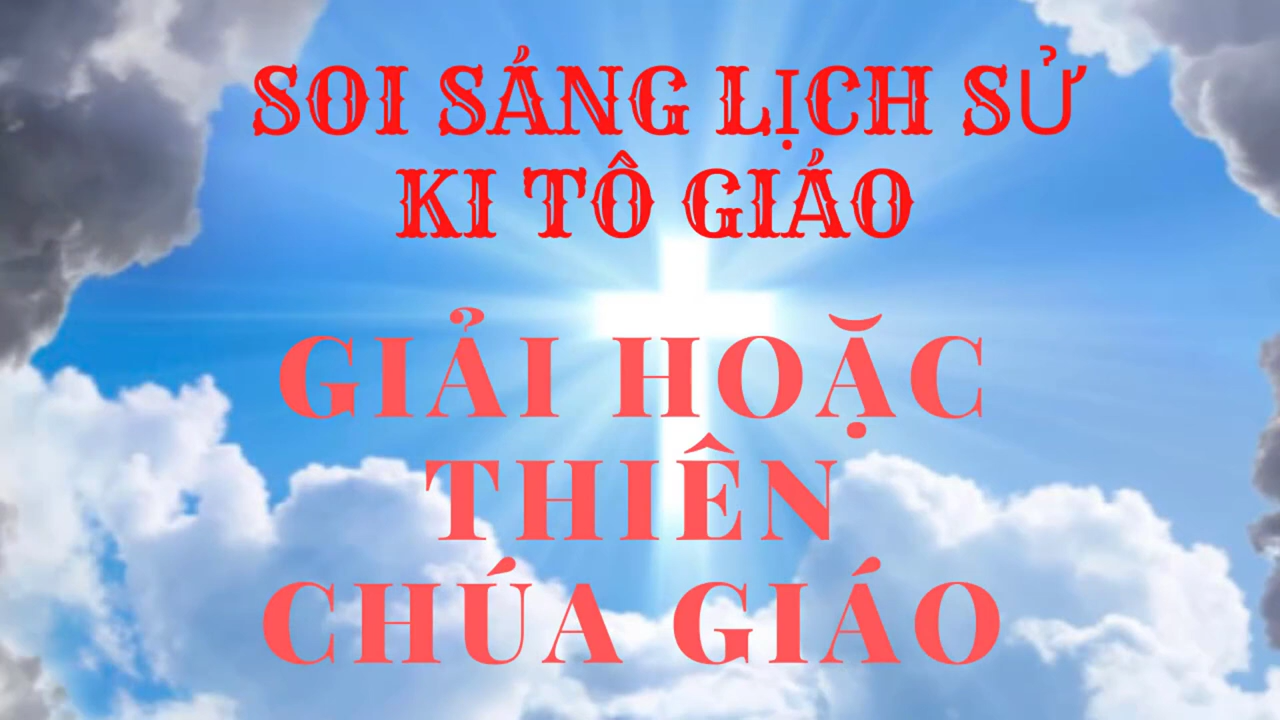 SOI SÁNG LỊCH SỬ
KI TÔ GIÁO
GIẢI HOẶC
THIÊN
CHÚA GIÁO